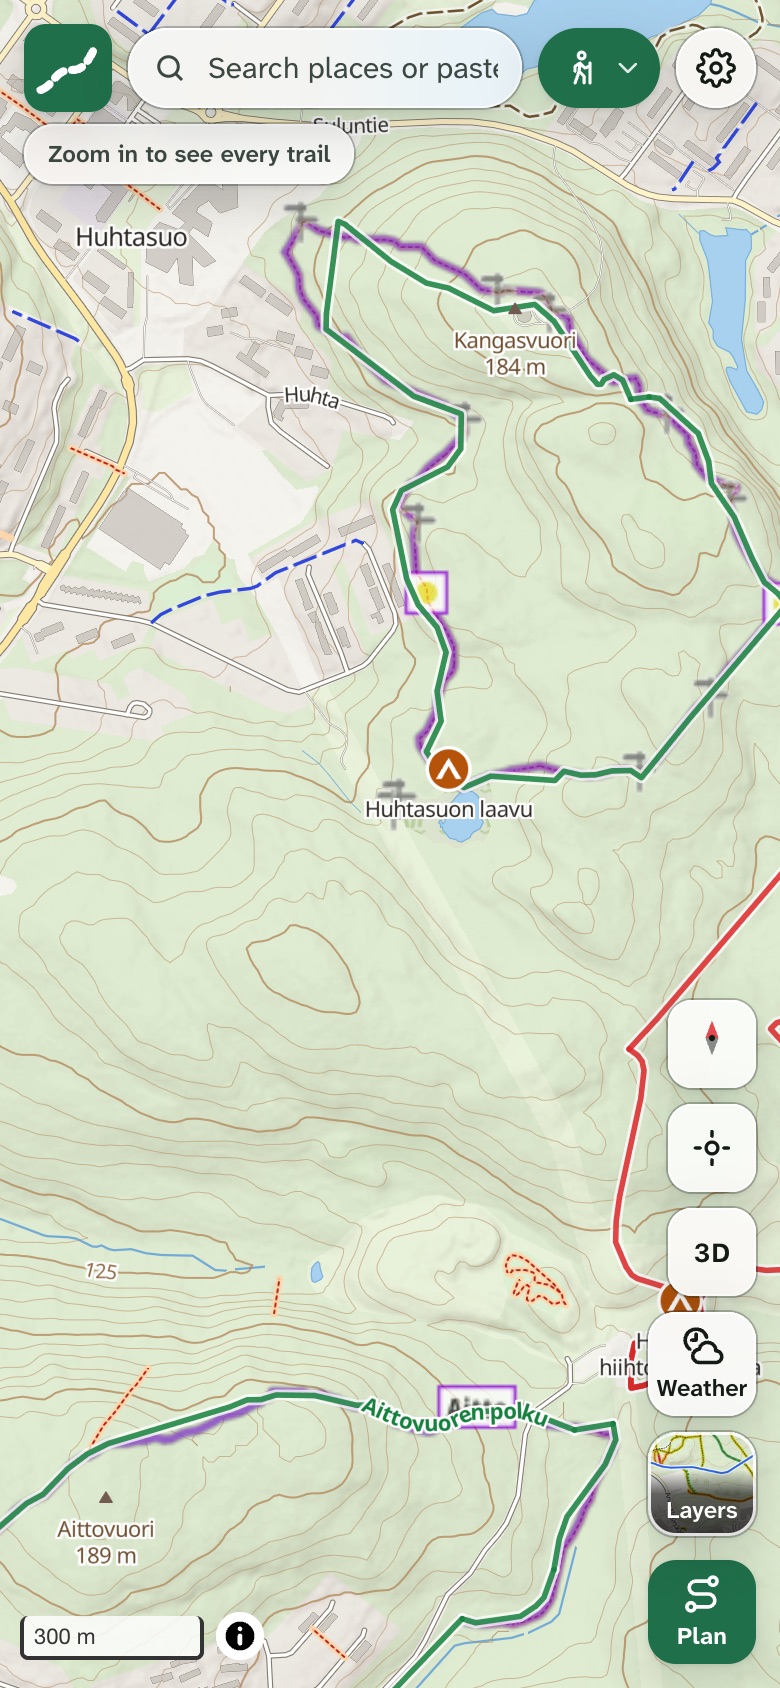 Search places or paste
Suluntie
Zoom in to see every trail
Huhtasuo
Kangasvuori
184 m
Huhta
Huhtasuon laavu
3D
125
Weather
Aittovuoren polku
Layers
Aittovuori
189 m
300 m
Plan